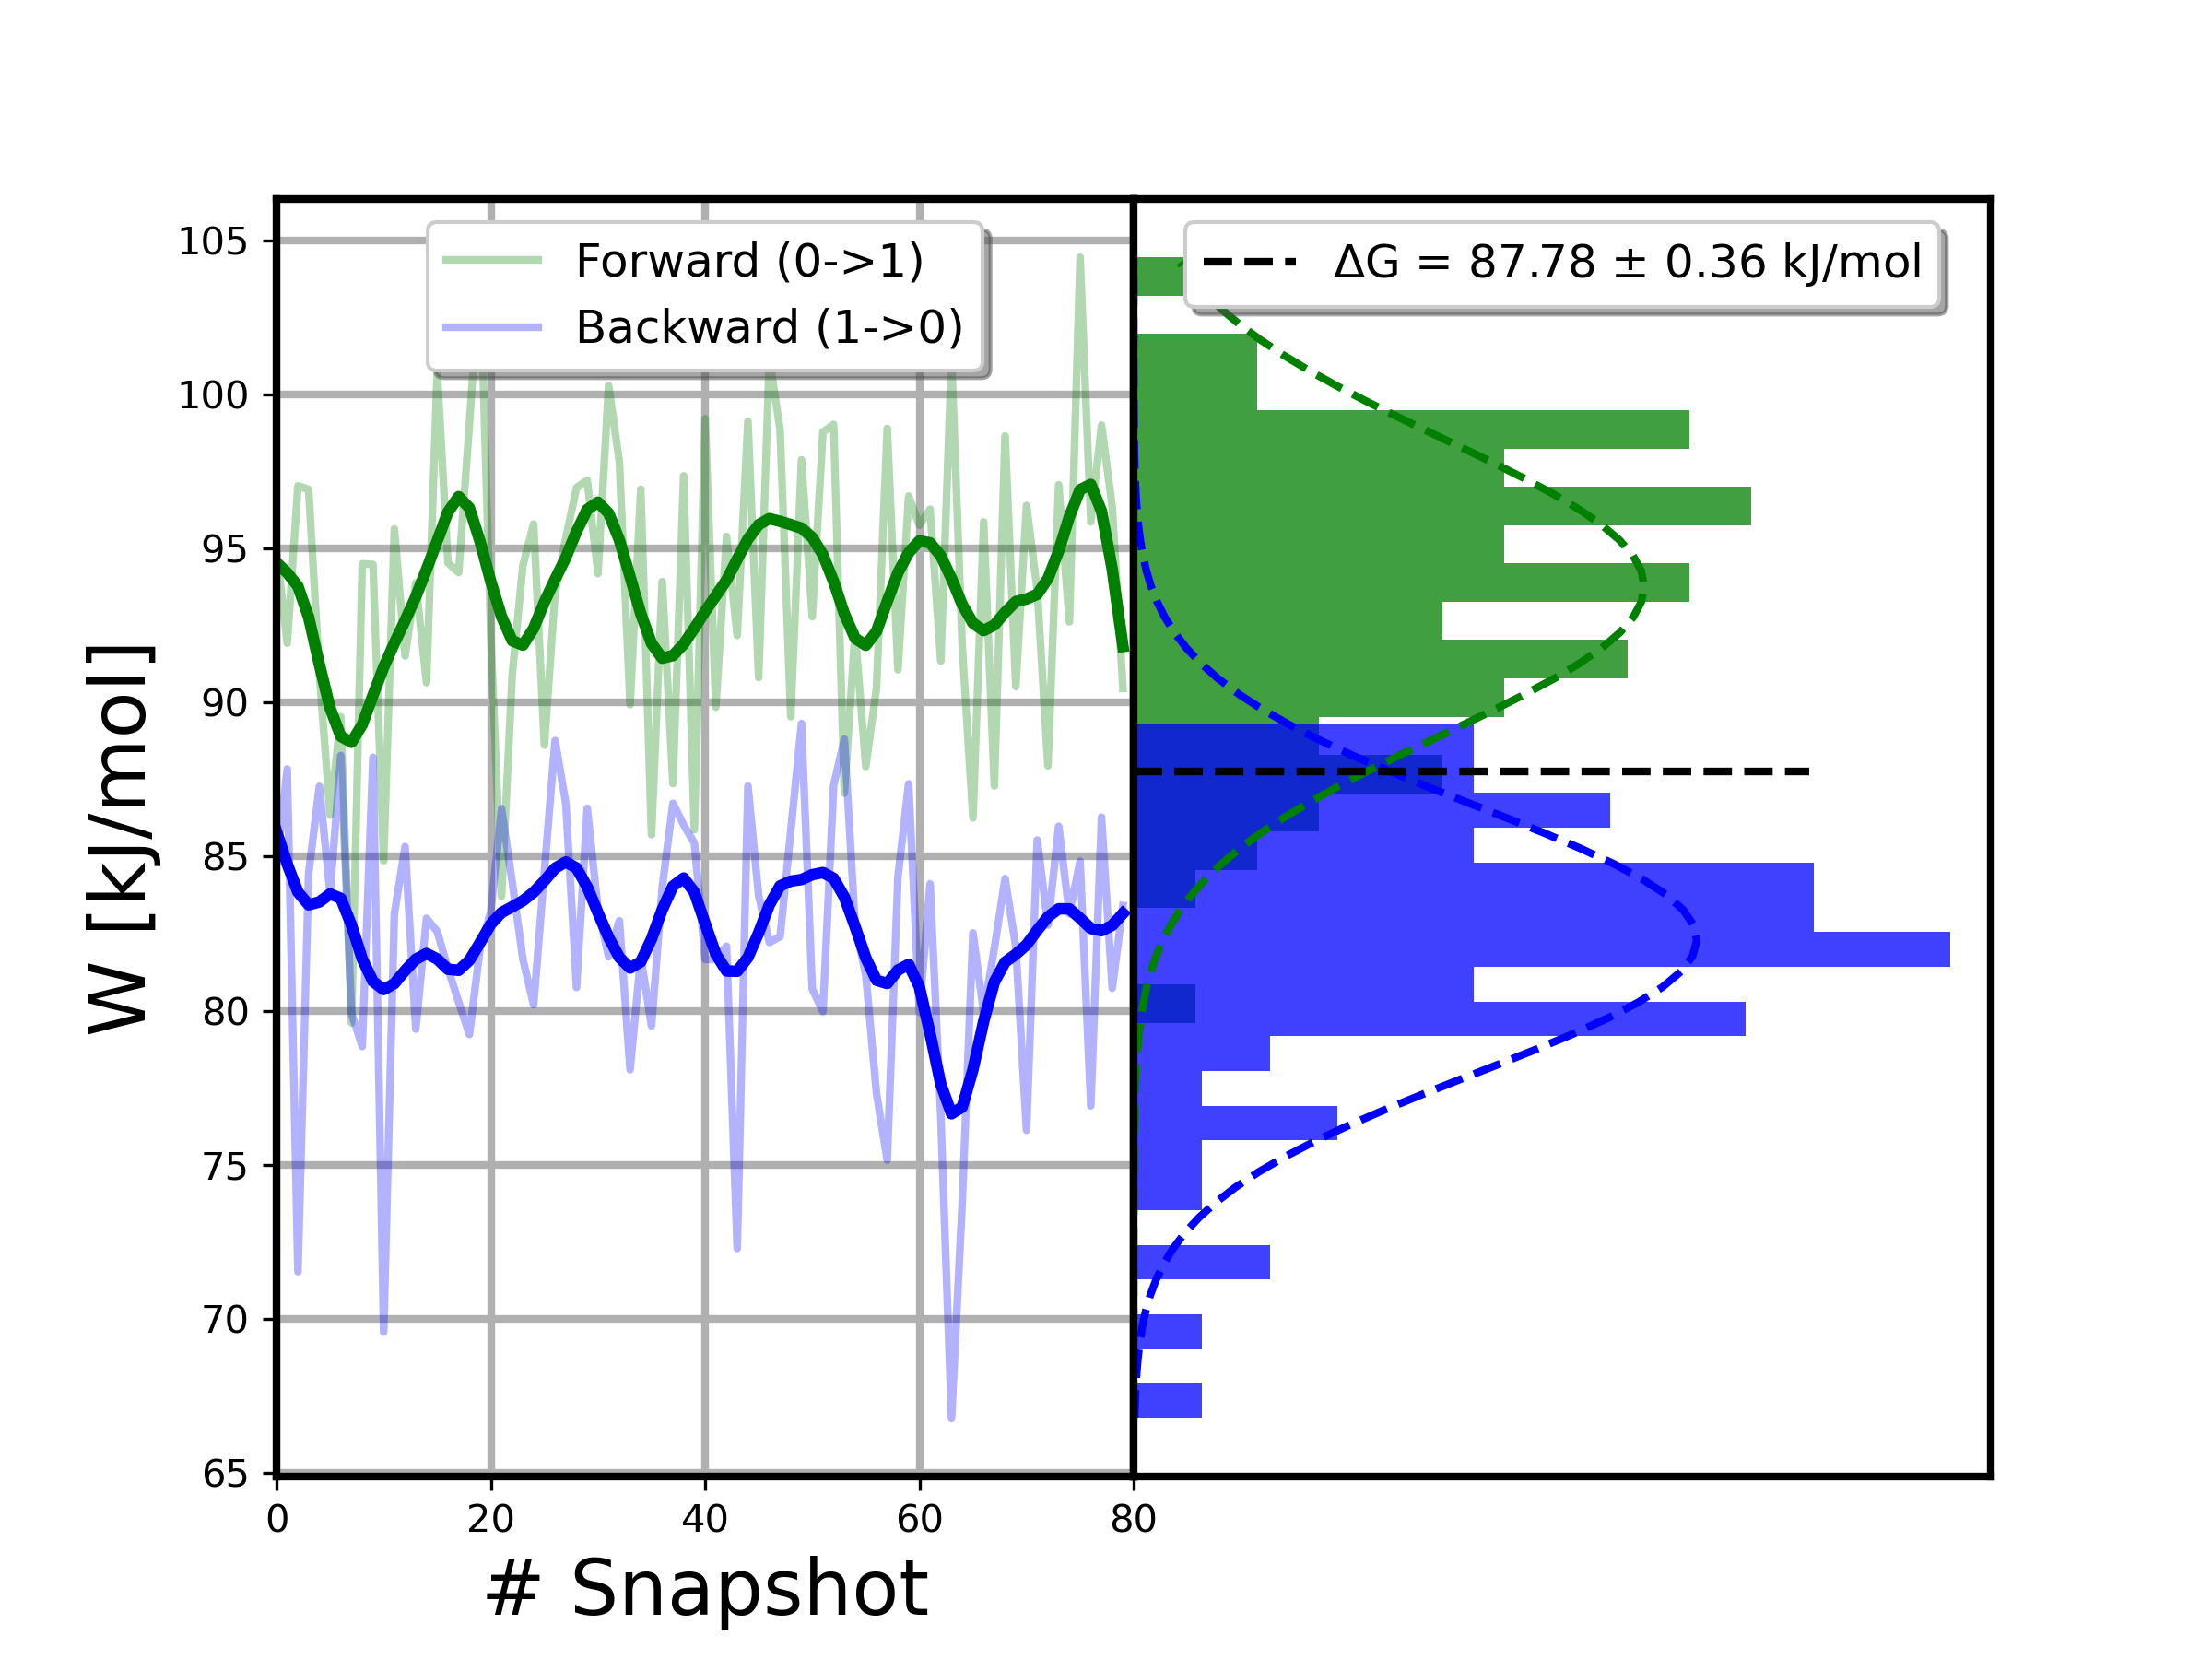 W [kJ/mol]
105
100
95
90
85
80
75
70
65
Forward (0->1)
Backward (1->0)
ΔG = 87.78 ± 0.36 kJ/mol
0 20 40 60 80
# Snapshot